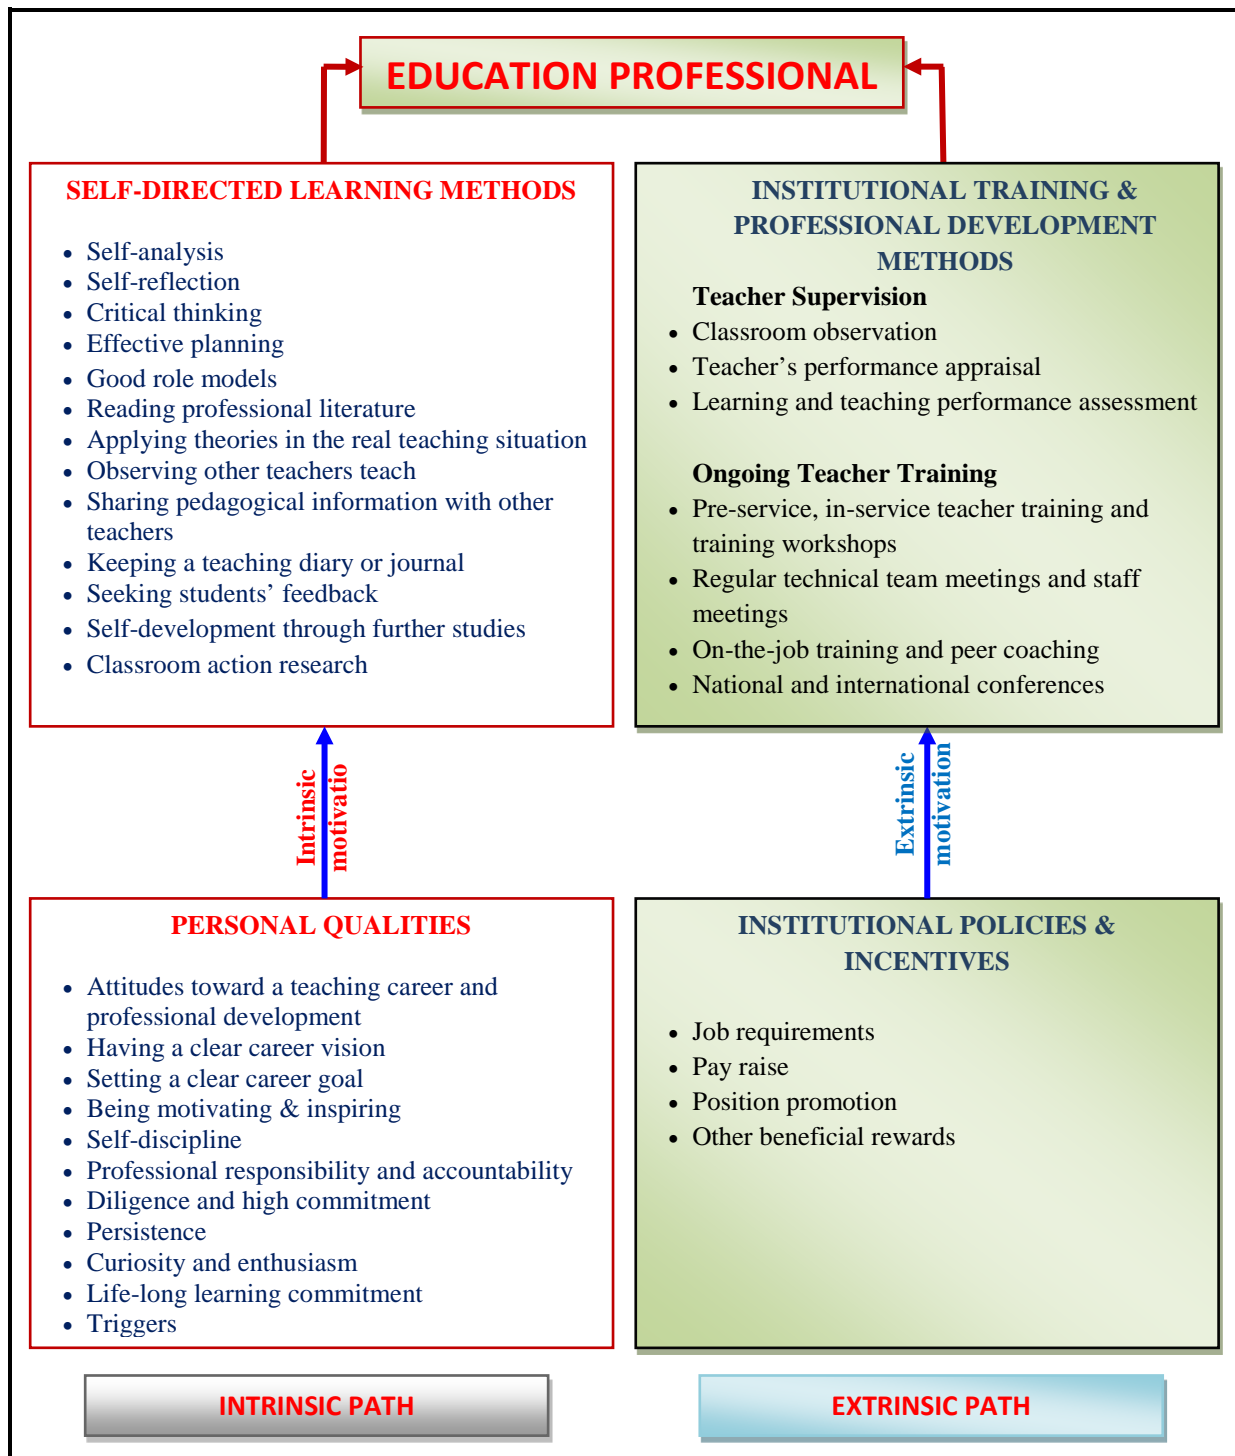 EDUCATION PROFESSIONAL
SELF-DIRECTED LEARNING METHODS
• Self-analysis
• Self-reflection
• Critical thinking
• Effective planning
• Good role models
• Reading professional literature
• Applying theories in the real teaching situation
• Observing other teachers teach
• Sharing pedagogical information with other
teachers
• Keeping a teaching diary or journal
• Seeking students’ feedback
• Self-development through further studies
• Classroom action research
INSTITUTIONAL TRAINING &
PROFESSIONAL DEVELOPMENT
METHODS
Teacher Supervision
• Classroom observation
• Teacher’s performance appraisal
• Learning and teaching performance assessment
Ongoing Teacher Training
• Pre-service, in-service teacher training and
training workshops
• Regular technical team meetings and staff
meetings
• On-the-job training and peer coaching
• National and international conferences
Intrinsic
motivatio
Extrinsic
motivation
PERSONAL QUALITIES
• Attitudes toward a teaching career and
professional development
• Having a clear career vision
• Setting a clear career goal
• Being motivating & inspiring
• Self-discipline
• Professional responsibility and accountability
• Diligence and high commitment
• Persistence
• Curiosity and enthusiasm
• Life-long learning commitment
• Triggers
INSTITUTIONAL POLICIES &
INCENTIVES
• Job requirements
• Pay raise
• Position promotion
• Other beneficial rewards
INTRINSIC PATH
EXTRINSIC PATH